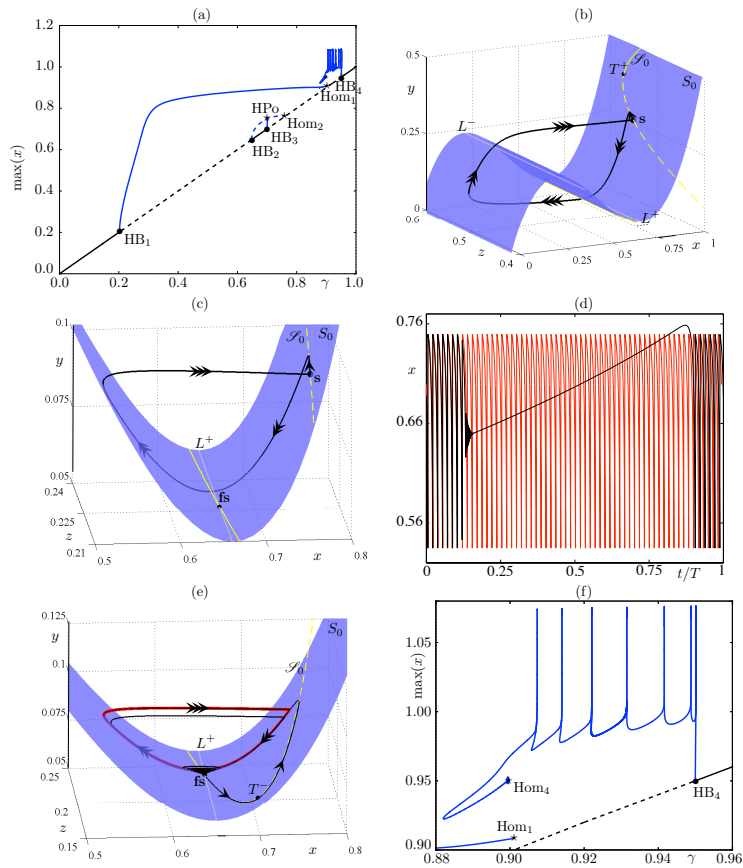 (a)
1.2
1.0
0.8
0.6
0.4
0.2
0.0
max(x)
0.0
0.2
0.4
0.6
0.8
1.0
γ
HB1
HB2
HB3
HB4
HPo
Hom1
Hom2
(b)
0.5
0.25
0
y
0.6
0.5
0.4
z
0
0.25
0.5
0.75
1
x
T+
𝒮0
S0
s
L−
L+
(c)
0.1
0.075
0.05
y
0.24
0.225
0.21
z
0.5
0.6
0.7
0.8
x
𝒮0
S0
s
L+
fs
(d)
0.76
x
0.66
0.56
0
0.25
0.5
0.75
1
t/T
(e)
0.125
0.1
0.075
0.05
y
0.25
0.2
0.15
z
0.5
0.6
0.7
0.8
x
S0
𝒮0
L+
fs
T−
(f)
1.05
1.00
0.95
0.90
max(x)
0.88
0.90
0.92
0.94
0.96
γ
Hom4
HB4
Hom1